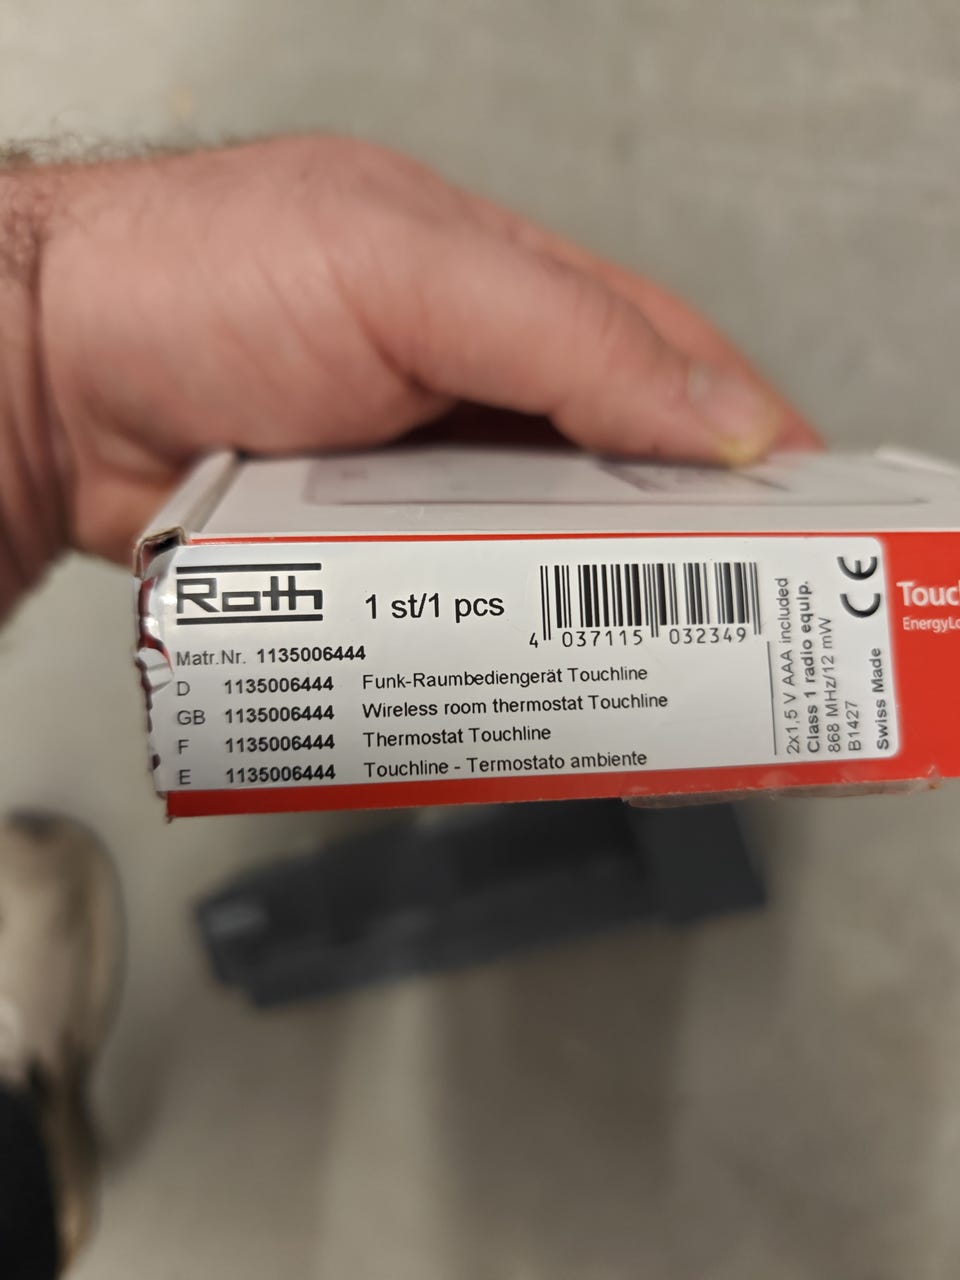 Roth
1 st/1 pcs
4 037115 032349
Matr.Nr. 1135006444
D 1135006444 Funk-Raumbediengerät Touchline
GB 1135006444 Wireless room thermostat Touchline
F 1135006444 Thermostat Touchline
E 1135006444 Touchline - Termostato ambiente
2x1,5 V AAA included
Class 1 radio equip.
868 MHz/12 mW
B1427
Swiss Made
CE
Touc
EnergyLo